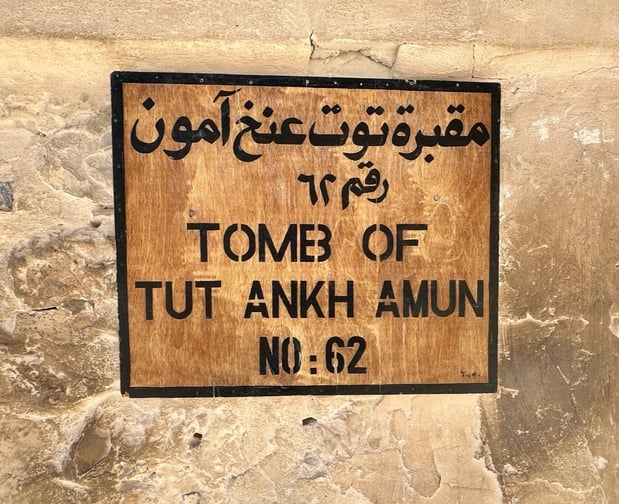 مقبرة توت عنخ آمون
رقم ٦٢
TOMB OF
TUT ANKH AMUN
NO:62